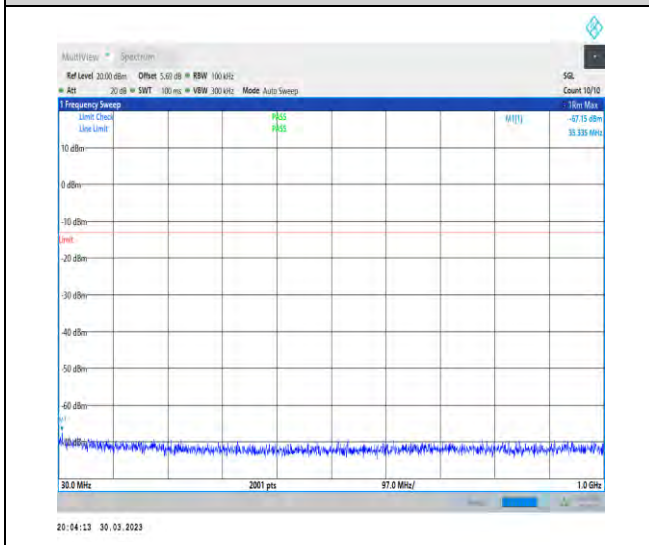 MultiView Spectrum
Ref Level 20.00 dBm Offset 5.60 dB RBW 100 kHz SGL
Att 20 dB SWT 100 ms VBW 300 kHz Mode Auto Sweep Count 10/10
1 Frequency Sweep 1Rm Max
Limit Check PASS M1[1] -67.15 dBm
Line Limit PASS 35.335 MHz
10 dBm
0 dBm
-10 dBm
Limit
-20 dBm
-30 dBm
-40 dBm
-50 dBm
-60 dBm
30.0 MHz 2001 pts 97.0 MHz/ 1.0 GHz
20:04:13 30.03.2023